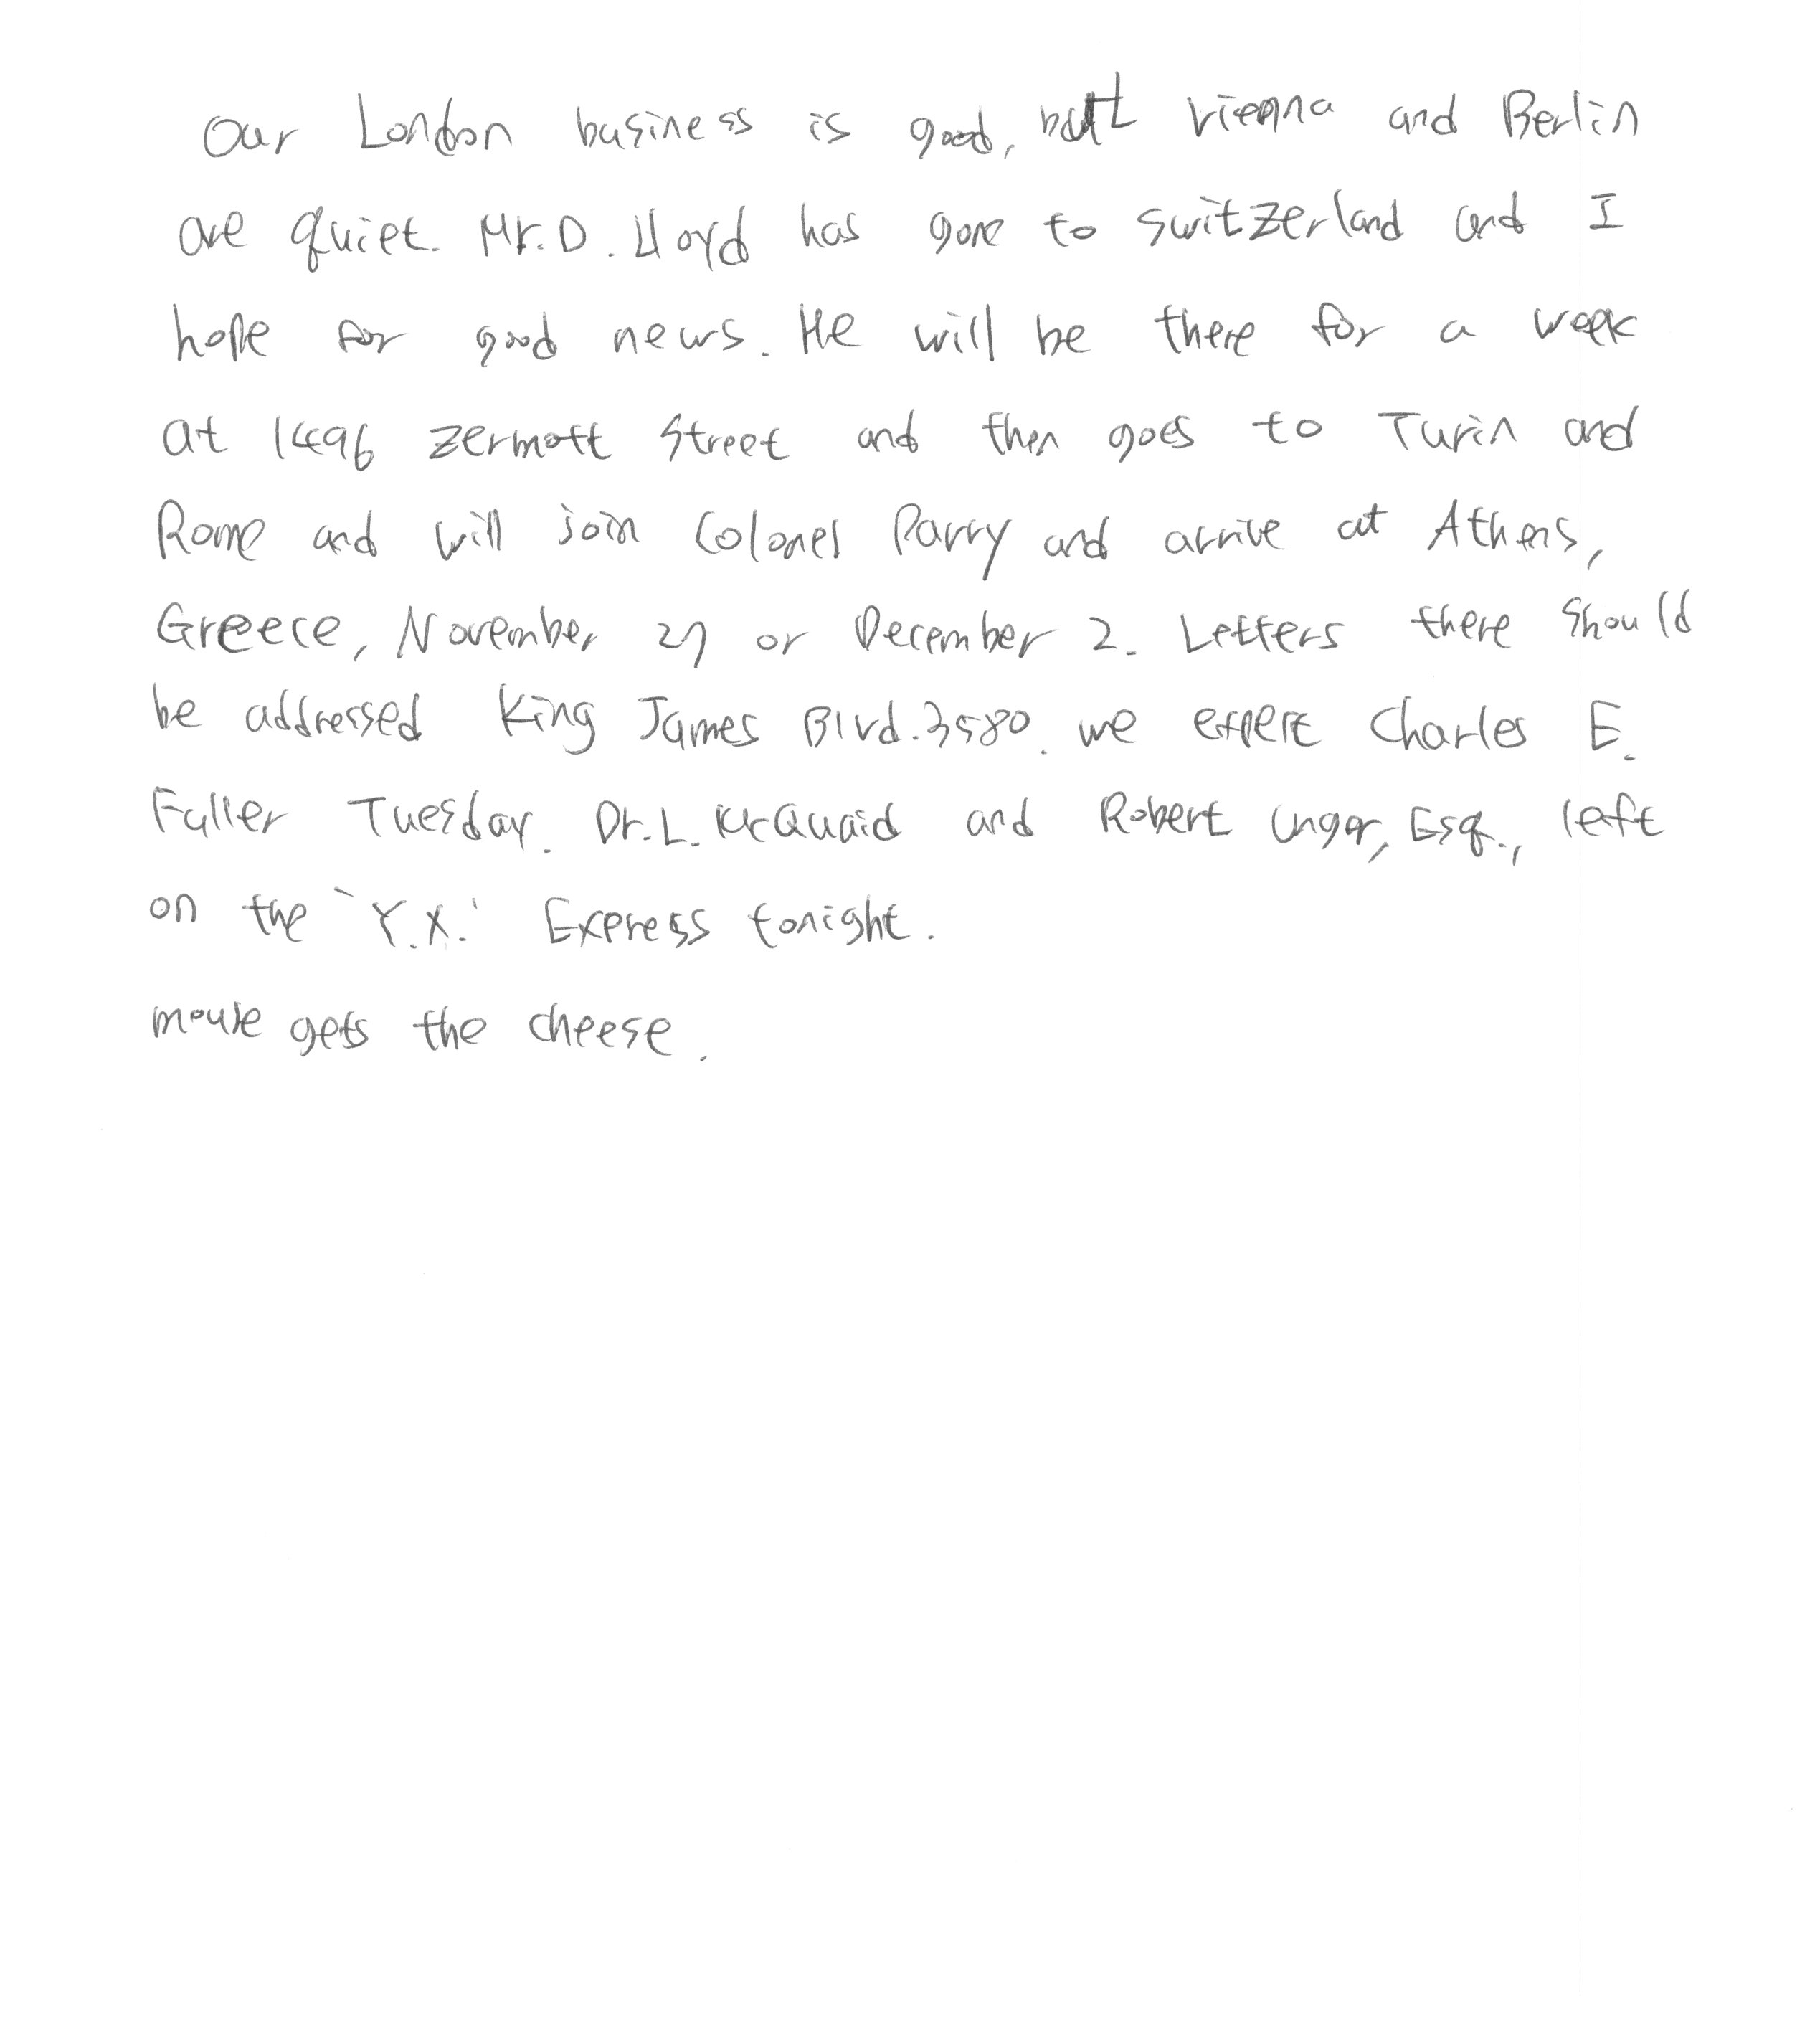 Our London business is good, but Vienna and Berlin
are quiet. Mr. D. Lloyd has gone to Switzerland and I
hope for good news. He will be there for a week
at 1496 Zermott Street and then goes to Turin and
Rome and will join Colonel Parry and arrive at Athens,
Greece, November 27 or December 2. Letters there should
be addressed King James Blvd. 3580. We expect Charles E.
Fuller Tuesday. Dr. L. McQuaid and Robert Unger, Esq., left
on the 'Y.X.' Express tonight.
mouse gets the cheese.